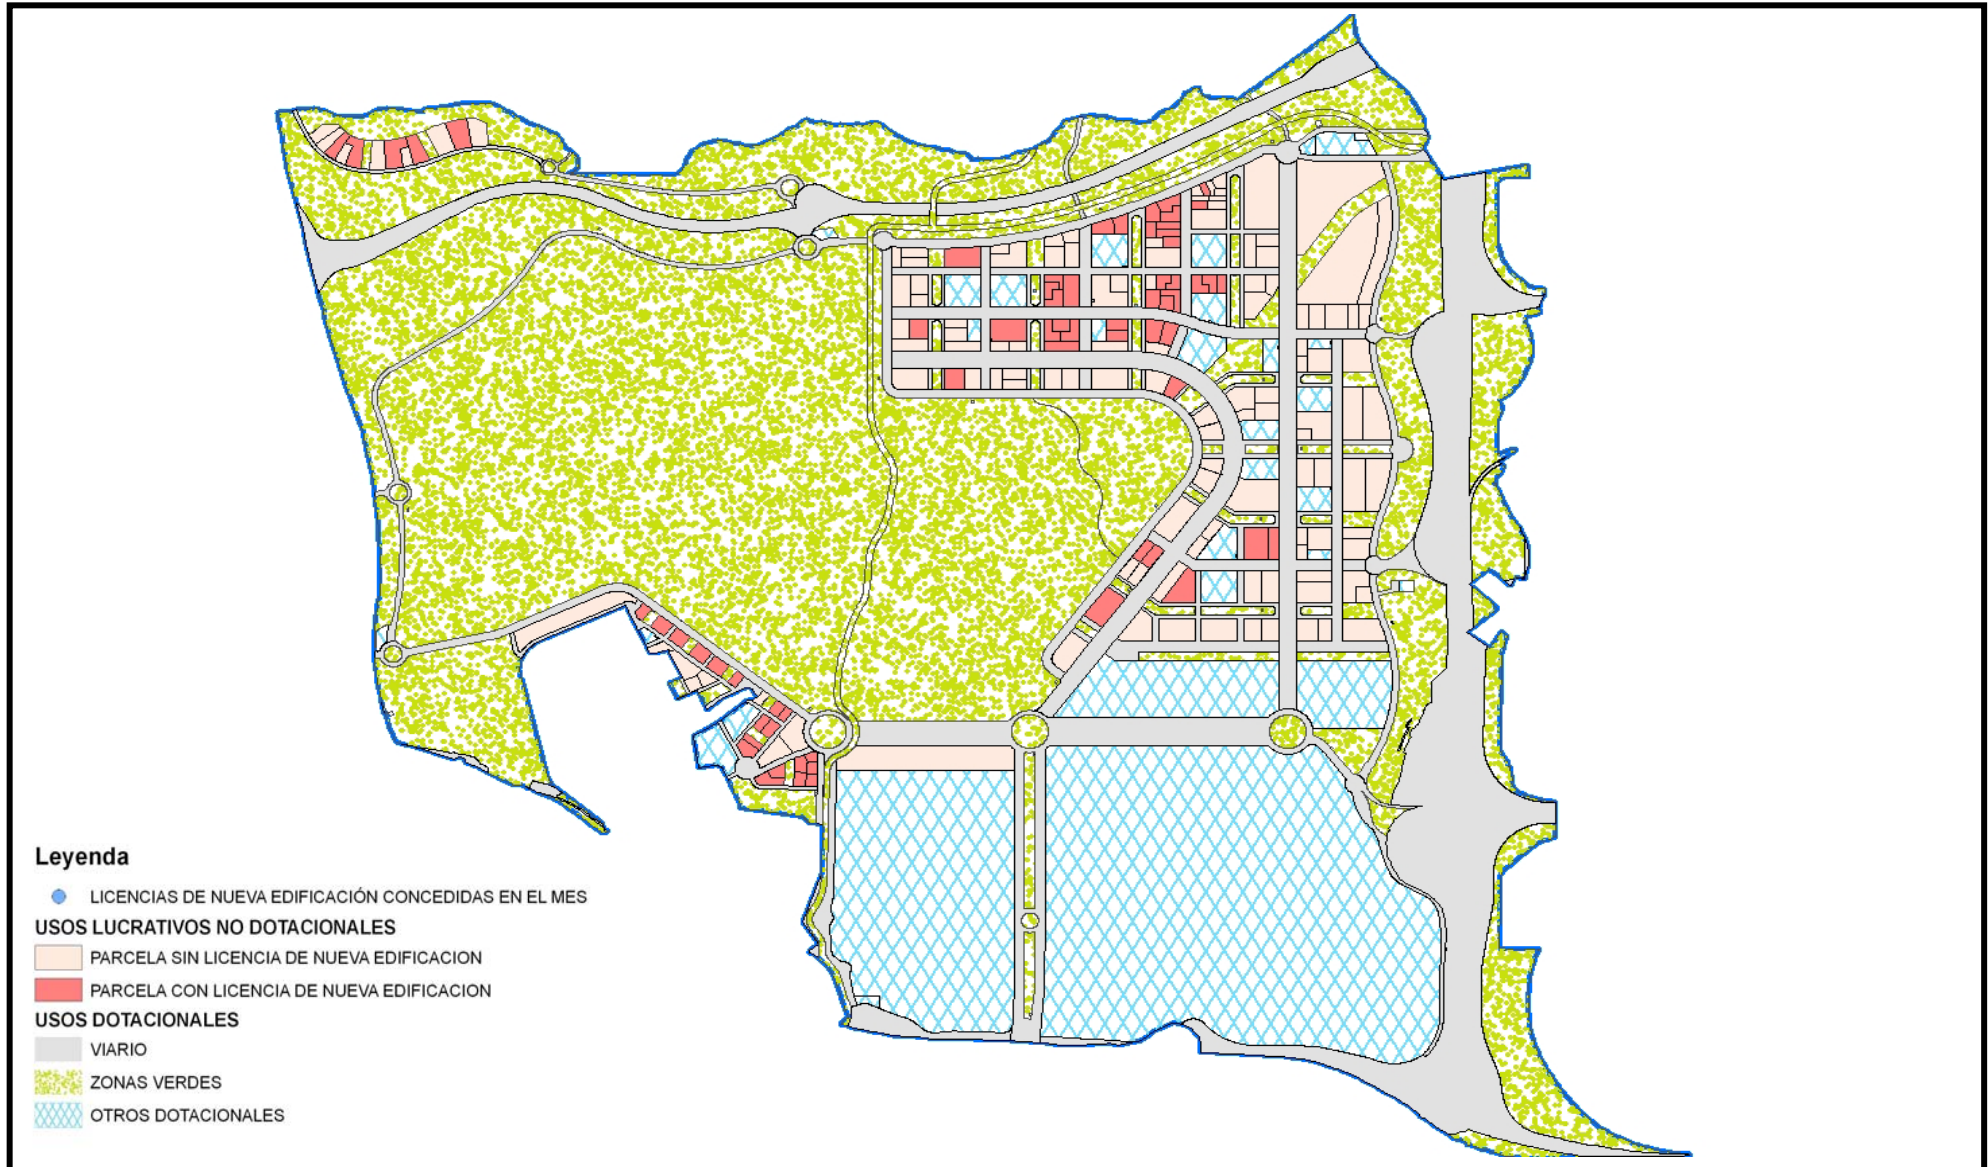 Leyenda
LICENCIAS DE NUEVA EDIFICACIÓN CONCEDIDAS EN EL MES
USOS LUCRATIVOS NO DOTACIONALES
PARCELA SIN LICENCIA DE NUEVA EDIFICACION
PARCELA CON LICENCIA DE NUEVA EDIFICACION
USOS DOTACIONALES
VIARIO
ZONAS VERDES
OTROS DOTACIONALES